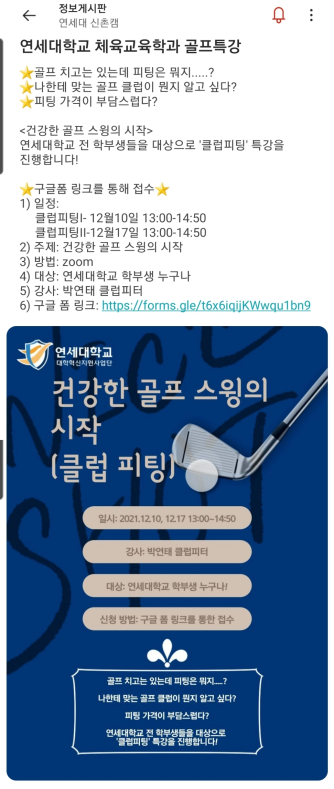 정보게시판
연세대 신촌캠
연세대학교 체육교육학과 골프특강
⭐골프 치고는 있는데 피팅은 뭐지.....?
⭐나한테 맞는 골프 클럽이 뭔지 알고 싶다?
⭐피팅 가격이 부담스럽다?
<건강한 골프 스윙의 시작>
연세대학교 전 학부생들을 대상으로 '클럽피팅' 특강을
진행합니다!
⭐구글폼 링크를 통해 접수⭐
1) 일정:
클럽피팅I- 12월10일 13:00-14:50
클럽피팅II-12월17일 13:00-14:50
2) 주제: 건강한 골프 스윙의 시작
3) 방법: zoom
4) 대상: 연세대학교 학부생 누구나
5) 강사: 박연태 클럽피터
6) 구글 폼 링크: https://forms.gle/t6x6iqijKWwqu1bn9
연세대학교
대학혁신지원사업단
건강한 골프 스윙의
시작
(클럽 피팅)
일시: 2021.12.10, 12.17 13:00~14:50
강사: 박연태 클럽피터
대상: 연세대학교 학부생 누구나!
신청 방법: 구글 폼 링크를 통한 접수
골프 치고는 있는데 피팅은 뭐지....?
나한테 맞는 골프 클럽이 뭔지 알고 싶다?
피팅 가격이 부담스럽다?
연세대학교 전 학부생들을 대상으로
'클럽피팅' 특강을 진행합니다!